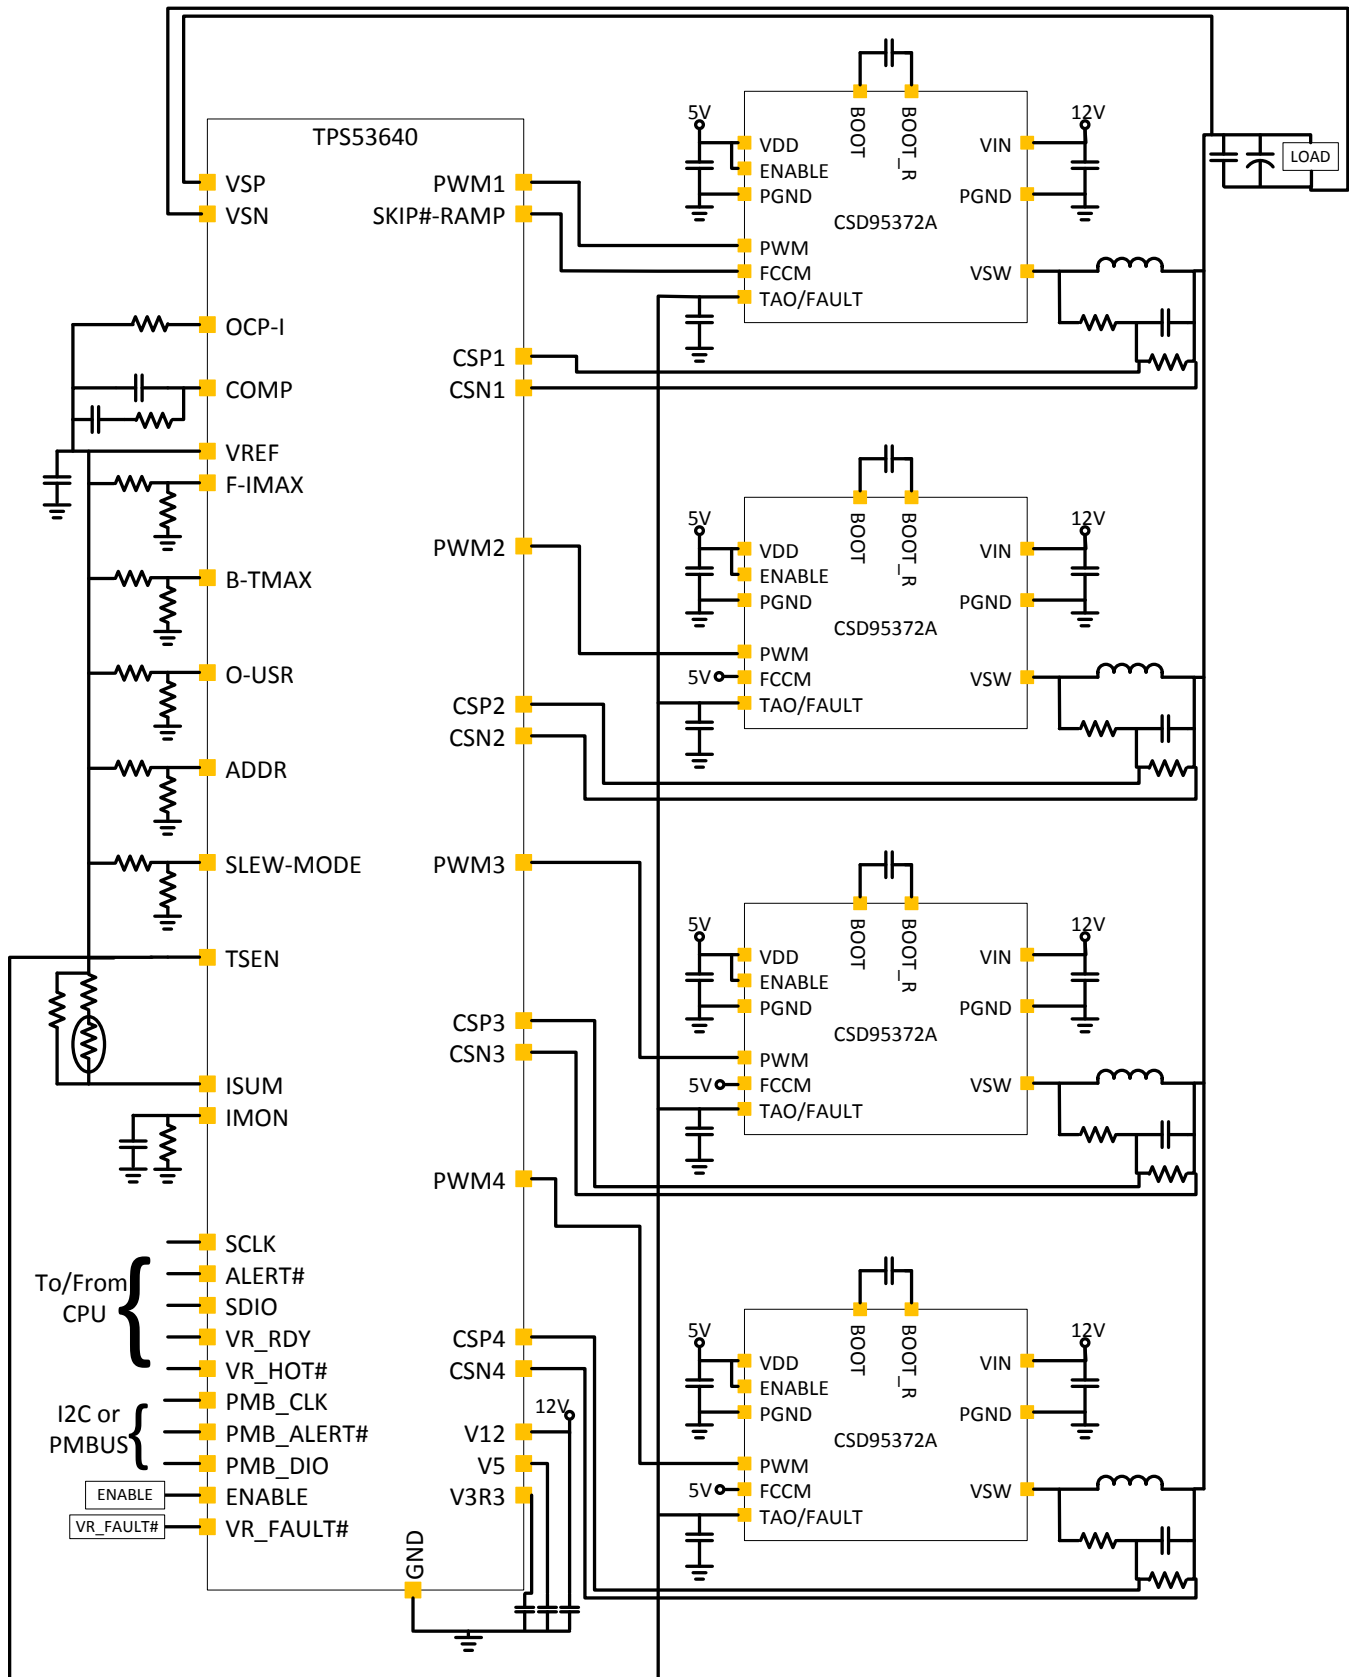 TPS53640
VSP
VSN
OCP-I
COMP
VREF
F-IMAX
B-TMAX
O-USR
ADDR
SLEW-MODE
TSEN
ISUM
IMON
SCLK
ALERT#
SDIO
VR_RDY
VR_HOT#
PMB_CLK
PMB_ALERT#
PMB_DIO
ENABLE
VR_FAULT#
To/From
CPU
I2C or
PMBUS
ENABLE
VR_FAULT#
PWM1
SKIP#-RAMP
CSP1
CSN1
PWM2
CSP2
CSN2
PWM3
CSP3
CSN3
PWM4
CSP4
CSN4
12V
V12
V5
V3R3
GND
5V
VDD
ENABLE
PGND
PWM
FCCM
TAO/FAULT
BOOT
BOOT_R
CSD95372A
VIN
PGND
VSW
12V
LOAD
5V
VDD
ENABLE
PGND
PWM
5V
FCCM
TAO/FAULT
BOOT
BOOT_R
CSD95372A
VIN
PGND
VSW
12V
5V
VDD
ENABLE
PGND
PWM
5V
FCCM
TAO/FAULT
BOOT
BOOT_R
CSD95372A
VIN
PGND
VSW
12V
5V
VDD
ENABLE
PGND
PWM
5V
FCCM
TAO/FAULT
BOOT
BOOT_R
CSD95372A
VIN
PGND
VSW
12V